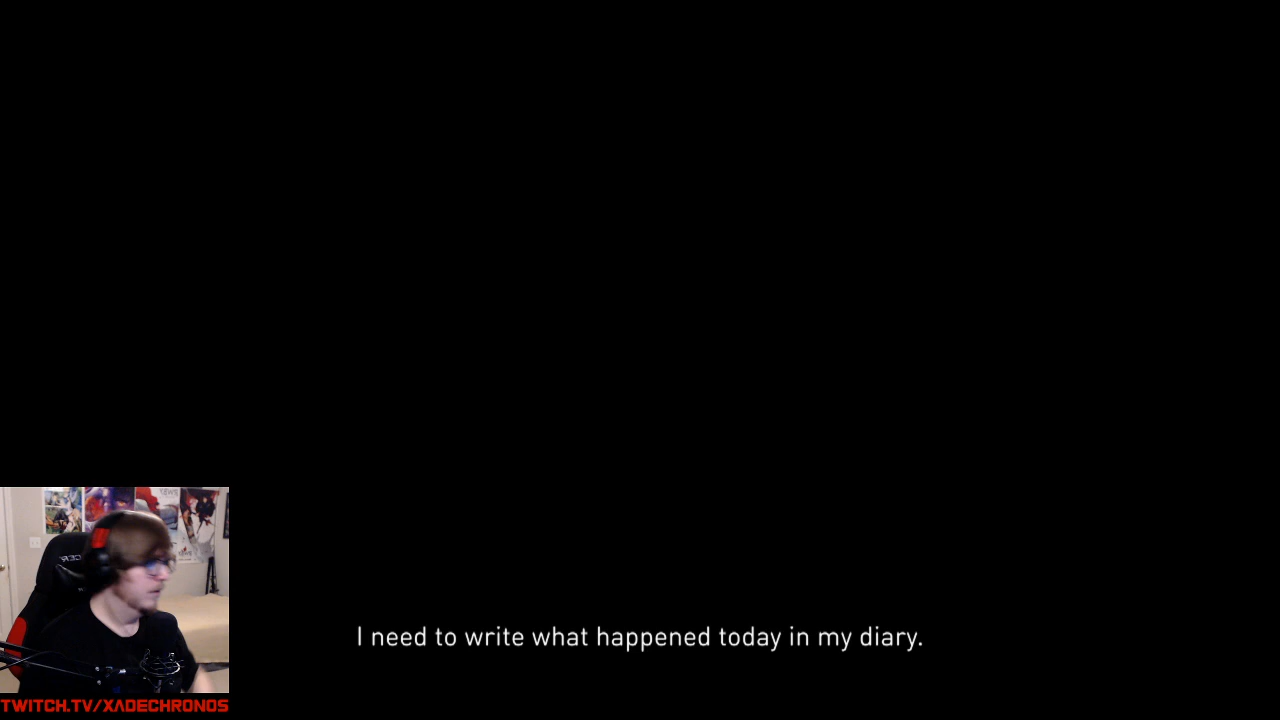 I need to write what happened today in my diary.
TWITCH.TV/XADECHRONOS